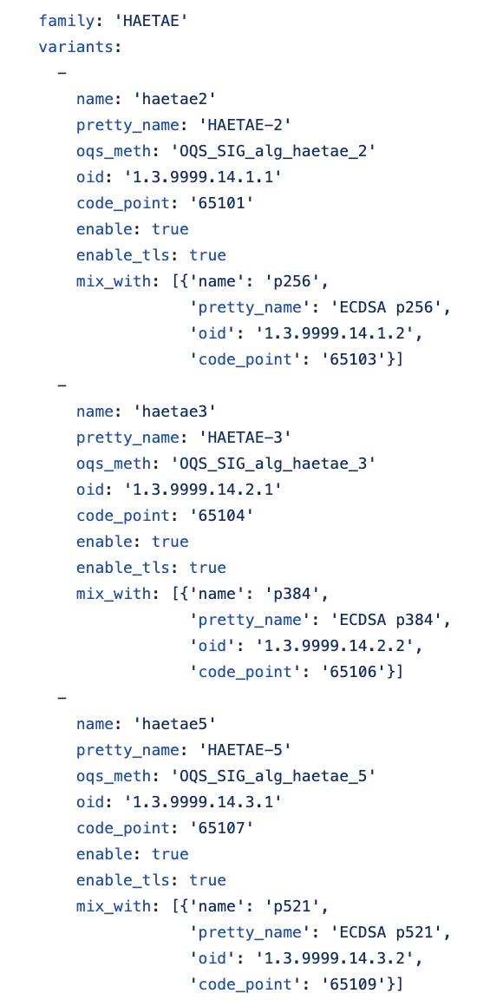 family: 'HAETAE'
variants:
  -
    name: 'haetae2'
    pretty_name: 'HAETAE-2'
    oqs_meth: 'OQS_SIG_alg_haetae_2'
    oid: '1.3.9999.14.1.1'
    code_point: '65101'
    enable: true
    enable_tls: true
    mix_with: [{'name': 'p256',
                'pretty_name': 'ECDSA p256',
                'oid': '1.3.9999.14.1.2',
                'code_point': '65103'}]
  -
    name: 'haetae3'
    pretty_name: 'HAETAE-3'
    oqs_meth: 'OQS_SIG_alg_haetae_3'
    oid: '1.3.9999.14.2.1'
    code_point: '65104'
    enable: true
    enable_tls: true
    mix_with: [{'name': 'p384',
                'pretty_name': 'ECDSA p384',
                'oid': '1.3.9999.14.2.2',
                'code_point': '65106'}]
  -
    name: 'haetae5'
    pretty_name: 'HAETAE-5'
    oqs_meth: 'OQS_SIG_alg_haetae_5'
    oid: '1.3.9999.14.3.1'
    code_point: '65107'
    enable: true
    enable_tls: true
    mix_with: [{'name': 'p521',
                'pretty_name': 'ECDSA p521',
                'oid': '1.3.9999.14.3.2',
                'code_point': '65109'}]